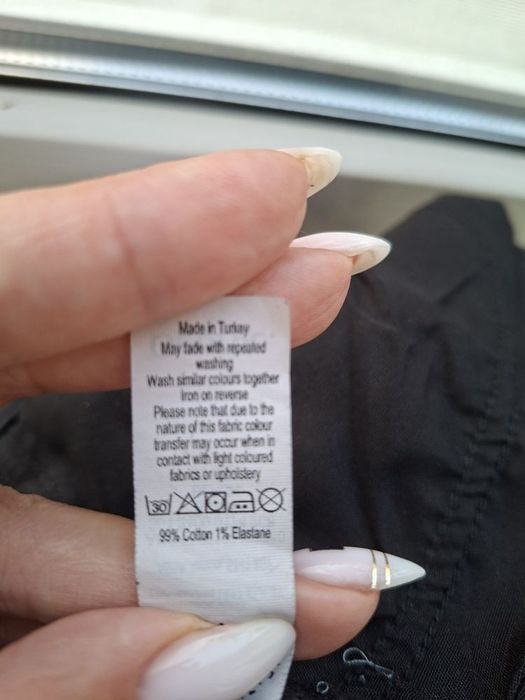 Made in Turkey
May fade with repeated
washing
Wash similar colours together
Iron on reverse
Please note that due to the
nature of this fabric colour
transfer may occur when in
contact with light coloured
fabrics or upholstery
30
99% Cotton 1% Elastane